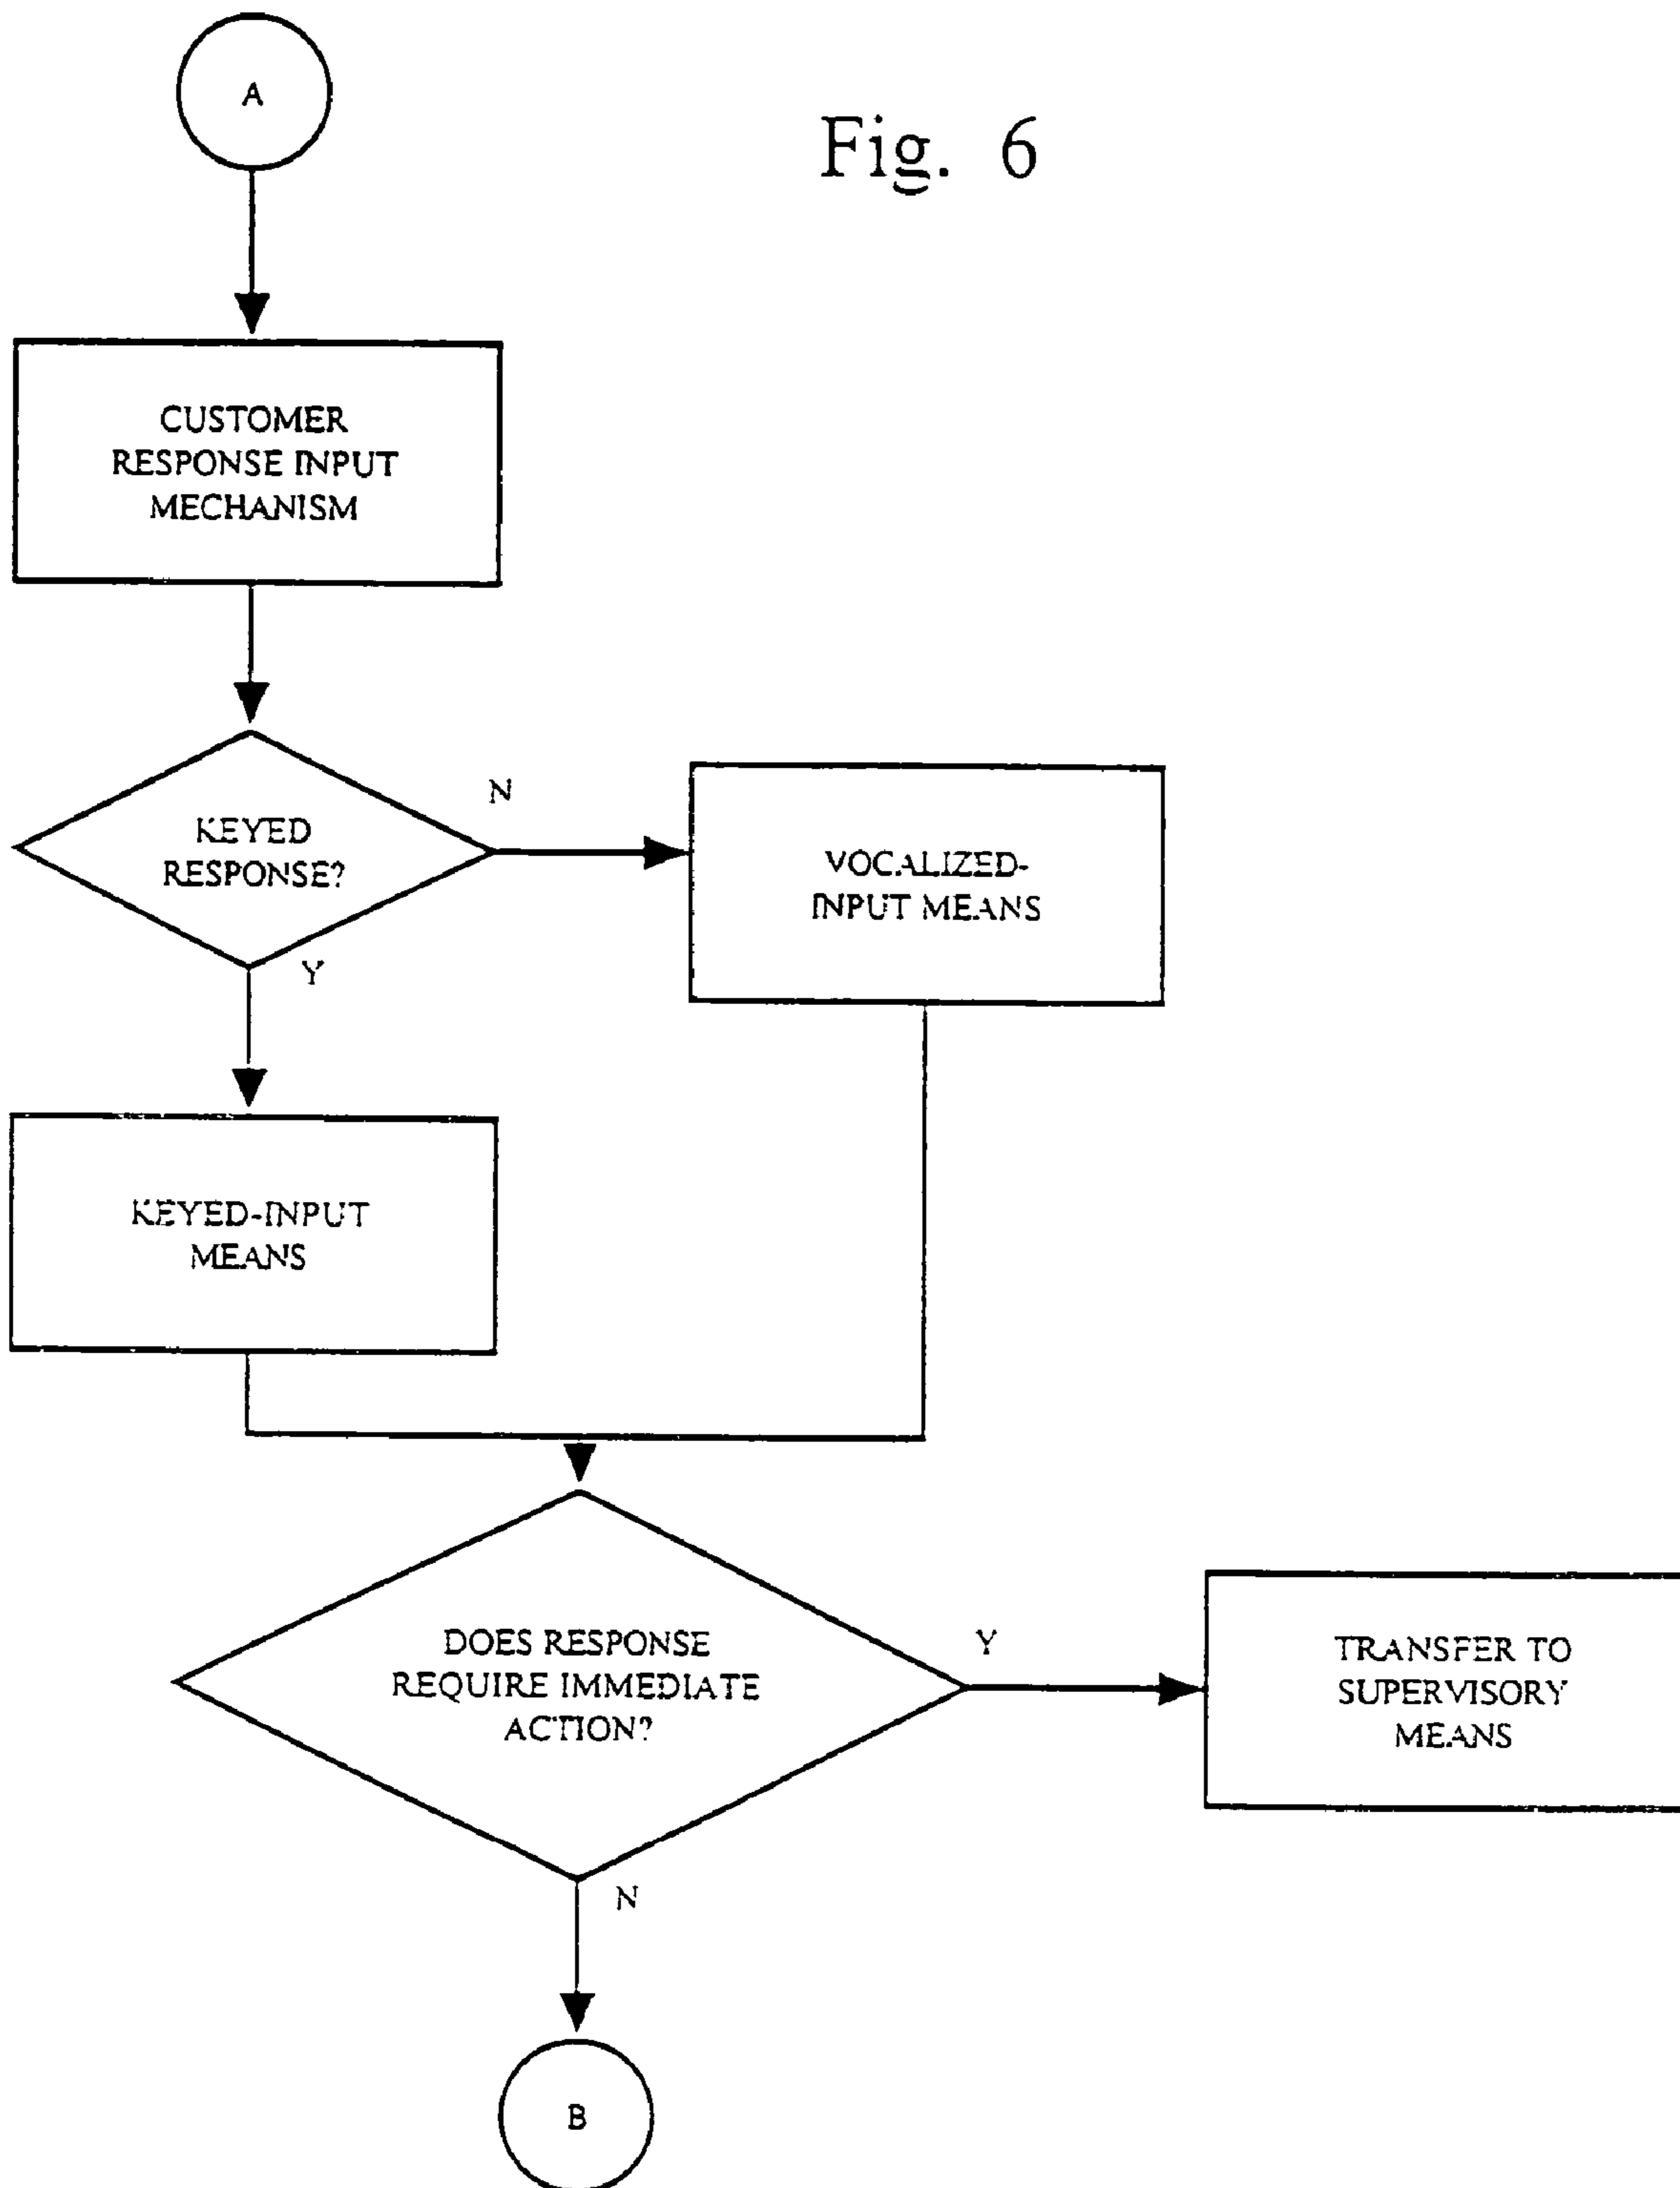 A
Fig. 6
CUSTOMER
RESPONSE INPUT
MECHANISM
KEYED
RESPONSE?
N
Y
VOCALIZED-
INPUT MEANS
KEYED-INPUT
MEANS
DOES RESPONSE
REQUIRE IMMEDIATE
ACTION?
Y
N
TRANSFER TO
SUPERVISORY
MEANS
B